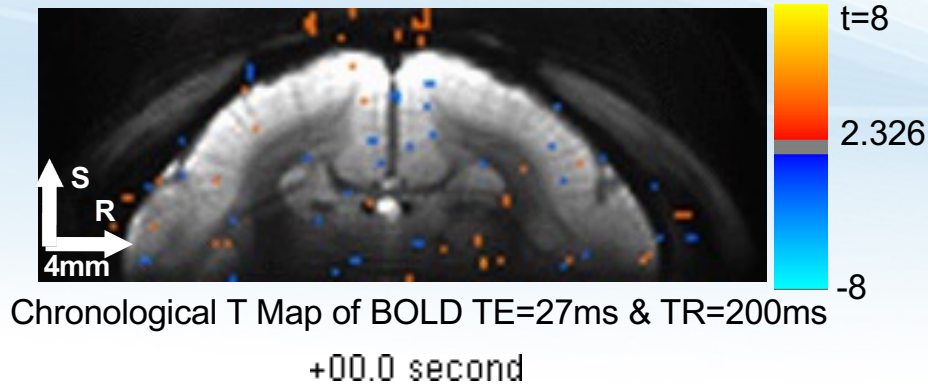 t=8
2.326
S
R
4mm
-8
Chronological T Map of BOLD TE=27ms & TR=200ms
+00.0 second